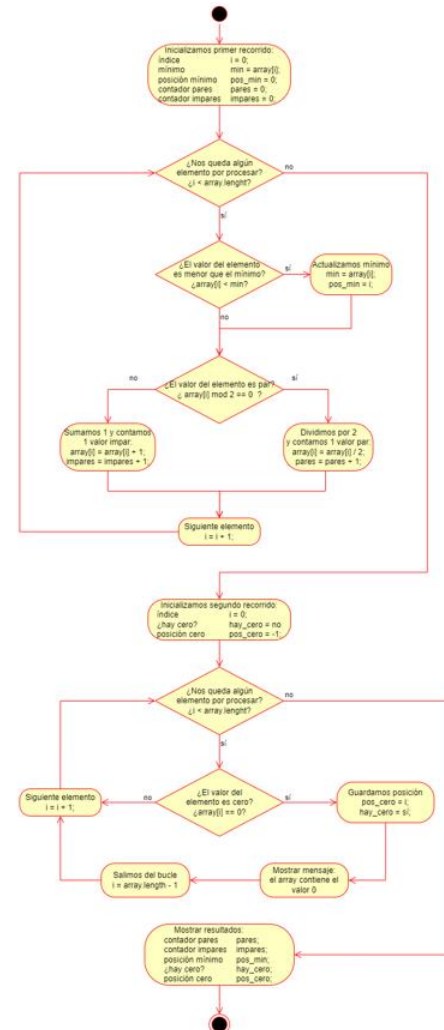 Inicializamos primer recorrido:
índice i = 0;
mínimo min = array[i];
posición mínimo pos_min = 0;
contador pares pares = 0;
contador impares impares = 0;
¿Nos queda algún
elemento por procesar?
¿i < array.lenght?
no
sí
¿El valor del elemento
es menor que el mínimo?
¿array[i] < min?
sí
Actualizamos mínimo
min = array[i];
pos_min = i;
no
¿El valor del elemento es par?
¿ array[i] mod 2 == 0 ?
no
sí
Sumamos 1 y contamos
1 valor impar:
array[i] = array[i] + 1;
impares = impares + 1;
Dividimos por 2
y contamos 1 valor par:
array[i] = array[i] / 2;
pares = pares + 1;
Siguiente elemento
i = i + 1;
Inicializamos segundo recorrido:
índice i = 0;
¿hay cero? hay_cero = no
posición cero pos_cero = -1;
¿Nos queda algún
elemento por procesar?
¿i < array.lenght?
no
sí
Siguiente elemento
i = i + 1;
no
¿El valor del
elemento es cero?
¿array[i] == 0?
sí
Guardamos posición
pos_cero = i;
hay_cero = sí;
Salimos del bucle
i = array.length - 1
Mostrar mensaje:
el array contiene el
valor 0
Mostrar resultados:
contador pares pares;
contador impares impares;
posición mínimo pos_min;
¿hay cero? hay_cero;
posición cero pos_cero;